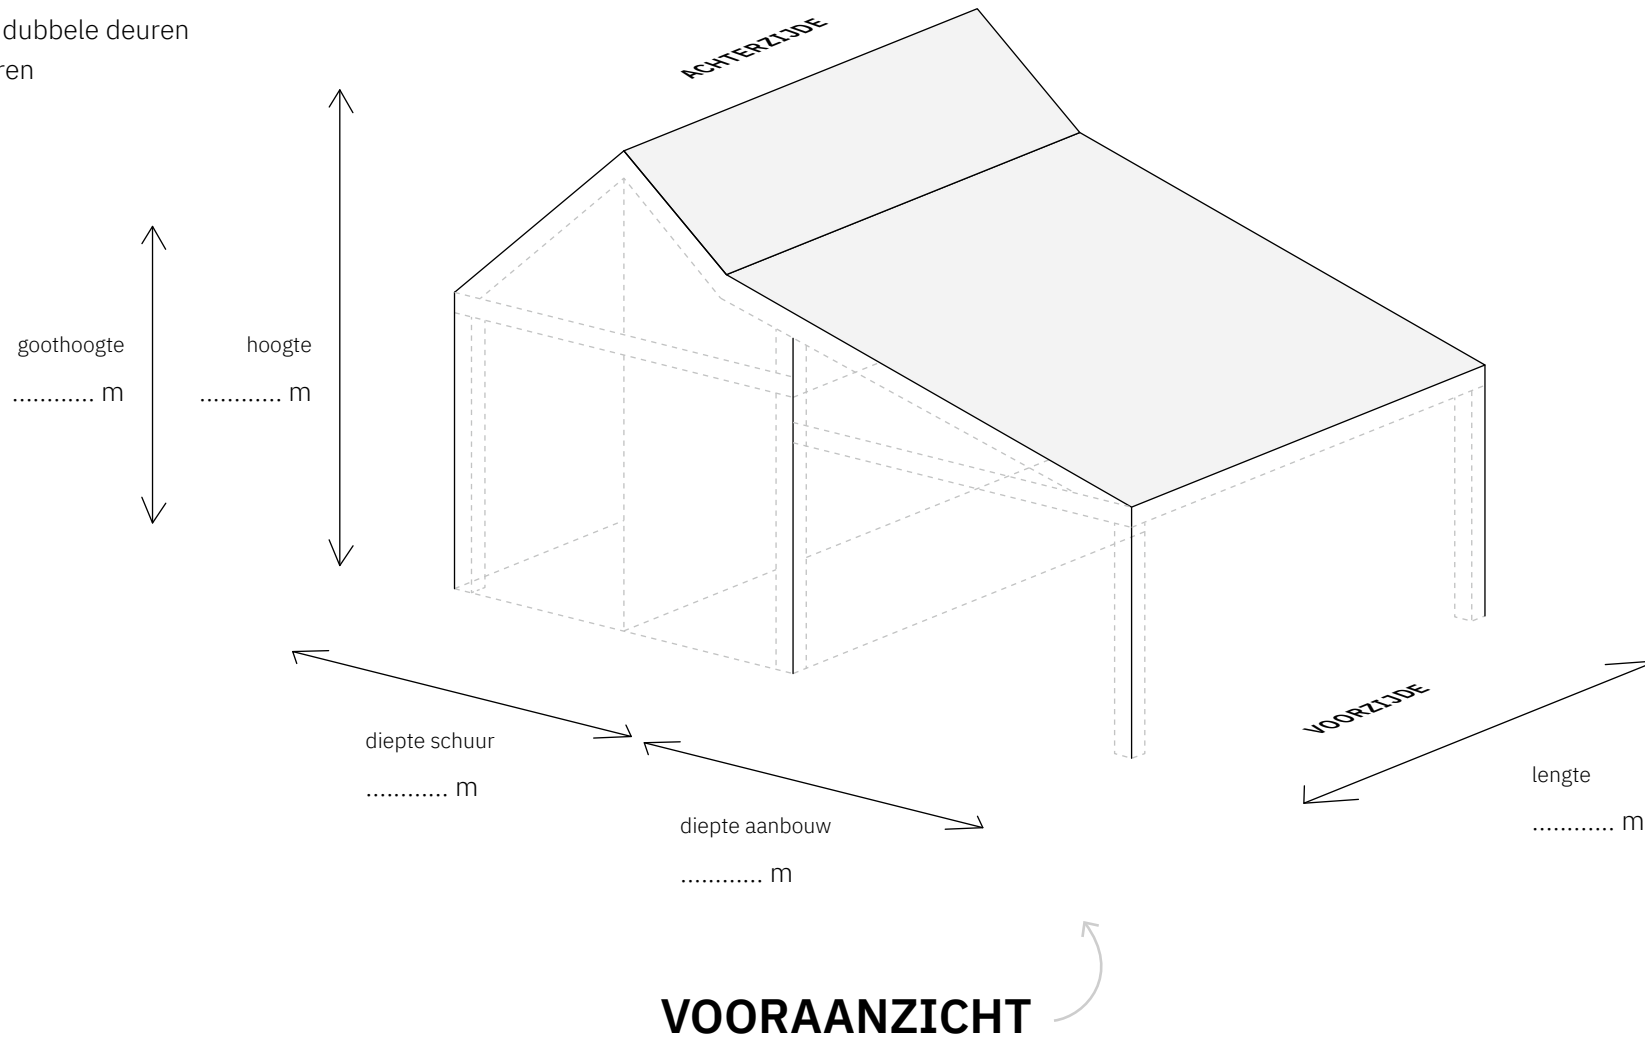 dubbele deuren
ren
ACHTERZIJDE
goothoogte
............ m
hoogte
............ m
diepte schuur
............ m
diepte aanbouw
............ m
VOORZIJDE
lengte
............ m
VOORAANZICHT